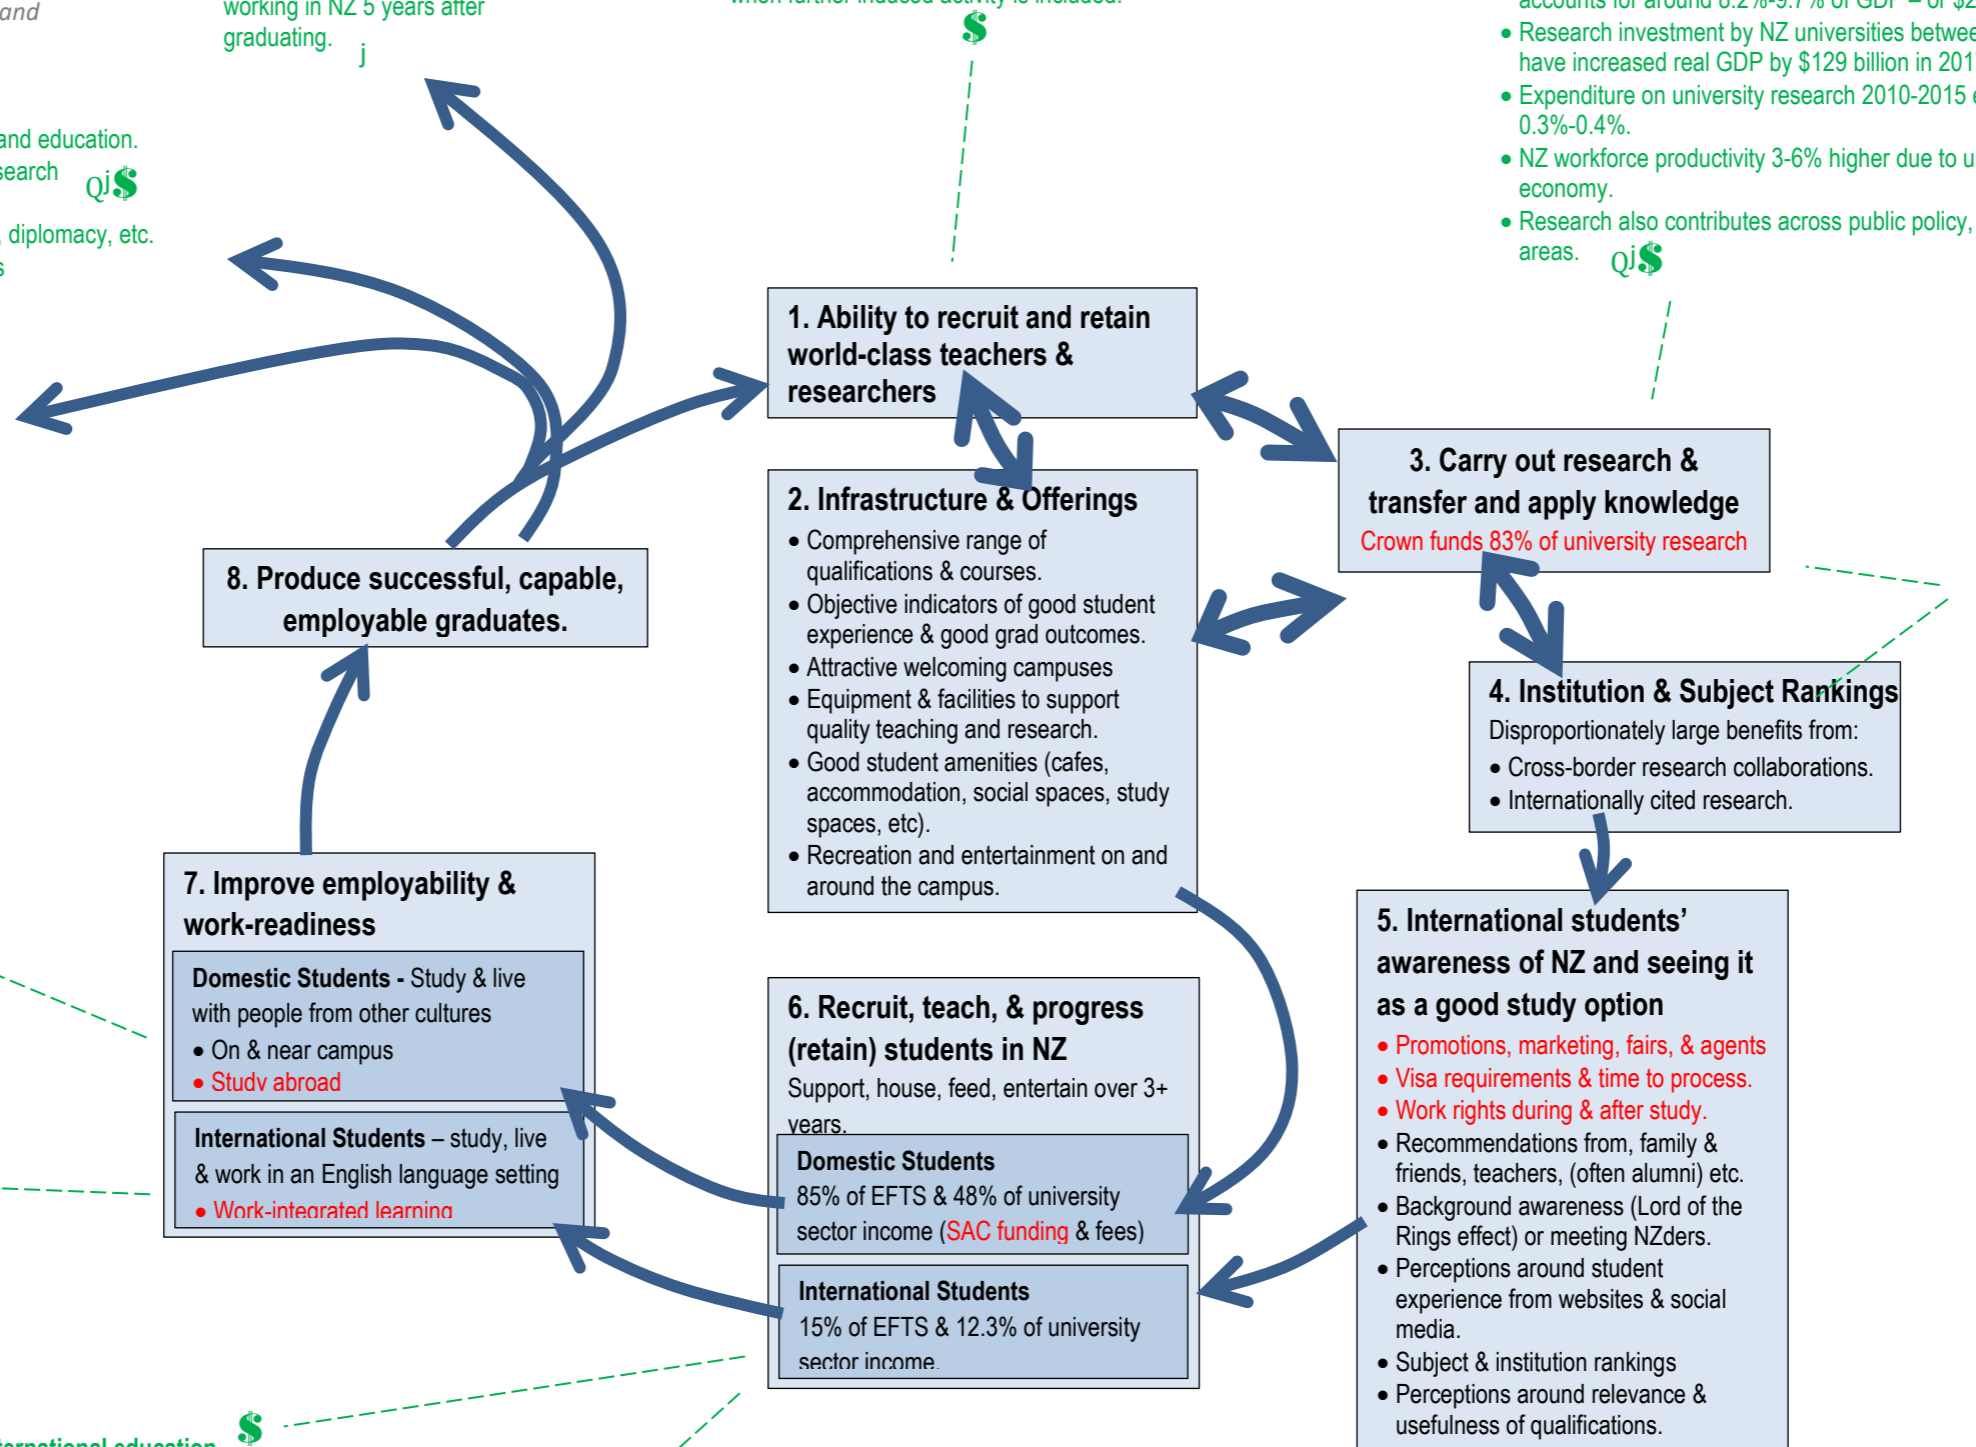 and
working in NZ 5 years after
graduating.
j
when further induced activity is included.
$
accounts for around 8.2%-9.7% of GDP – or $2
• Research investment by NZ universities betwee
have increased real GDP by $129 billion in 201
• Expenditure on university research 2010-2015 e
0.3%-0.4%.
• NZ workforce productivity 3-6% higher due to u
economy.
• Research also contributes across public policy,
areas.
Qj$
and education.
search
Qj$
, diplomacy, etc.
s
1. Ability to recruit and retain
world-class teachers &
researchers
2. Infrastructure & Offerings
• Comprehensive range of
qualifications & courses.
• Objective indicators of good student
experience & good grad outcomes.
• Attractive welcoming campuses
• Equipment & facilities to support
quality teaching and research.
• Good student amenities (cafes,
accommodation, social spaces, study
spaces, etc).
• Recreation and entertainment on and
around the campus.
3. Carry out research &
transfer and apply knowledge
Crown funds 83% of university research
4. Institution & Subject Rankings
Disproportionately large benefits from:
• Cross-border research collaborations.
• Internationally cited research.
5. International students’
awareness of NZ and seeing it
as a good study option
• Promotions, marketing, fairs, & agents
• Visa requirements & time to process.
• Work rights during & after study.
• Recommendations from, family &
friends, teachers, (often alumni) etc.
• Background awareness (Lord of the
Rings effect) or meeting NZders.
• Perceptions around student
experience from websites & social
media.
• Subject & institution rankings
• Perceptions around relevance &
usefulness of qualifications.
6. Recruit, teach, & progress
(retain) students in NZ
Support, house, feed, entertain over 3+
years.
Domestic Students
85% of EFTS & 48% of university
sector income (SAC funding & fees)
International Students
15% of EFTS & 12.3% of university
sector income.
7. Improve employability &
work-readiness
Domestic Students - Study & live
with people from other cultures
• On & near campus
• Study abroad
International Students – study, live
& work in an English language setting
• Work-integrated learning
8. Produce successful, capable,
employable graduates.
$
ternational education